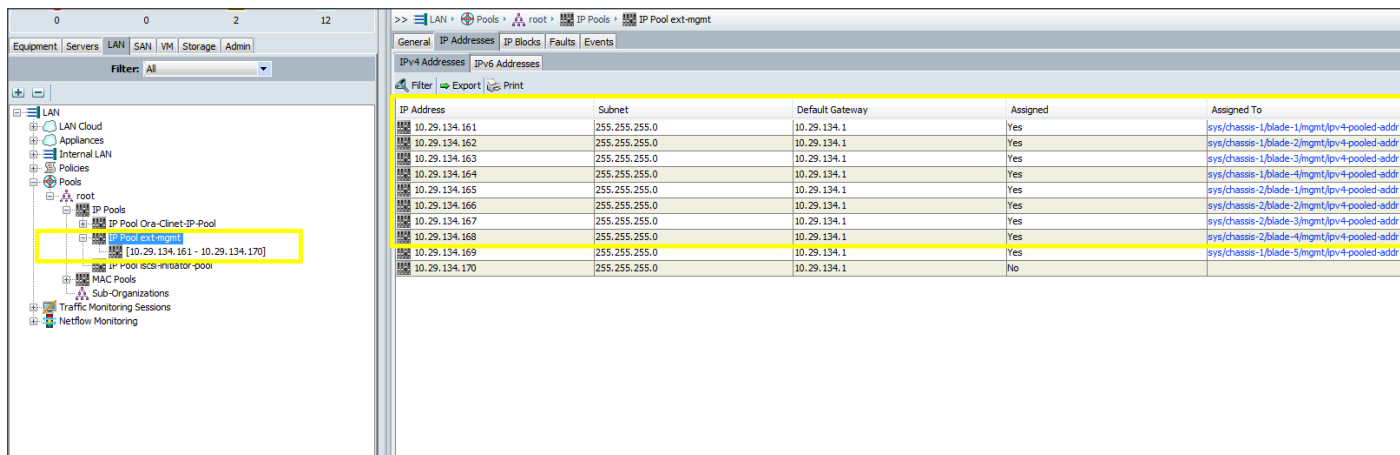 0 0 2 12
Equipment Servers LAN SAN VM Storage Admin
Filter: All
LAN
LAN Cloud
Appliances
Internal LAN
Policies
Pools
root
IP Pools
IP Pool Ora-Clinet-IP-Pool
IP Pool ext-mgmt
[10.29.134.161 - 10.29.134.170]
IP Pool iscsi-initiator-pool
MAC Pools
Sub-Organizations
Traffic Monitoring Sessions
Netflow Monitoring
>> LAN Pools root IP Pools IP Pool ext-mgmt
General IP Addresses IP Blocks Faults Events
IPv4 Addresses IPv6 Addresses
Filter Export Print
IP Address Subnet Default Gateway Assigned Assigned To
10.29.134.161 255.255.255.0 10.29.134.1 Yes sys/chassis-1/blade-1/mgmt/ipv4-pooled-addr
10.29.134.162 255.255.255.0 10.29.134.1 Yes sys/chassis-1/blade-2/mgmt/ipv4-pooled-addr
10.29.134.163 255.255.255.0 10.29.134.1 Yes sys/chassis-1/blade-3/mgmt/ipv4-pooled-addr
10.29.134.164 255.255.255.0 10.29.134.1 Yes sys/chassis-1/blade-4/mgmt/ipv4-pooled-addr
10.29.134.165 255.255.255.0 10.29.134.1 Yes sys/chassis-2/blade-1/mgmt/ipv4-pooled-addr
10.29.134.166 255.255.255.0 10.29.134.1 Yes sys/chassis-2/blade-2/mgmt/ipv4-pooled-addr
10.29.134.167 255.255.255.0 10.29.134.1 Yes sys/chassis-2/blade-3/mgmt/ipv4-pooled-addr
10.29.134.168 255.255.255.0 10.29.134.1 Yes sys/chassis-2/blade-4/mgmt/ipv4-pooled-addr
10.29.134.169 255.255.255.0 10.29.134.1 Yes sys/chassis-1/blade-5/mgmt/ipv4-pooled-addr
10.29.134.170 255.255.255.0 10.29.134.1 No